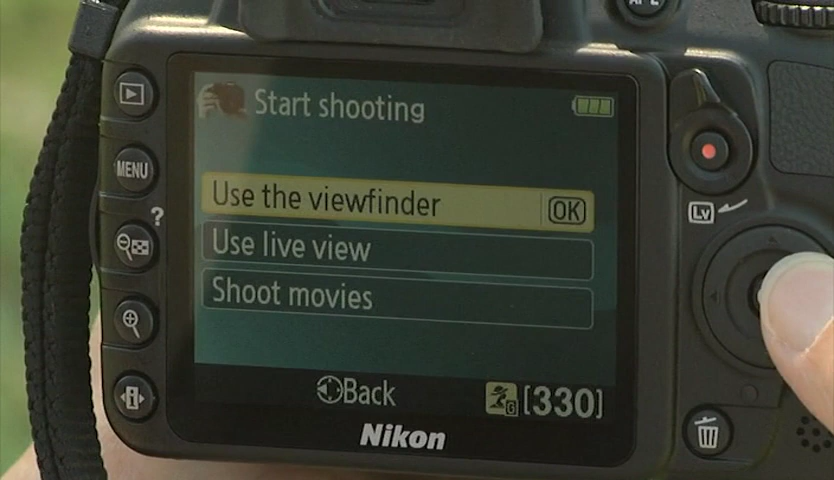 Start shooting
MENU
Use the viewfinder OK
?
Use live view
Lv
Shoot movies
Back
G
[330]
Nikon